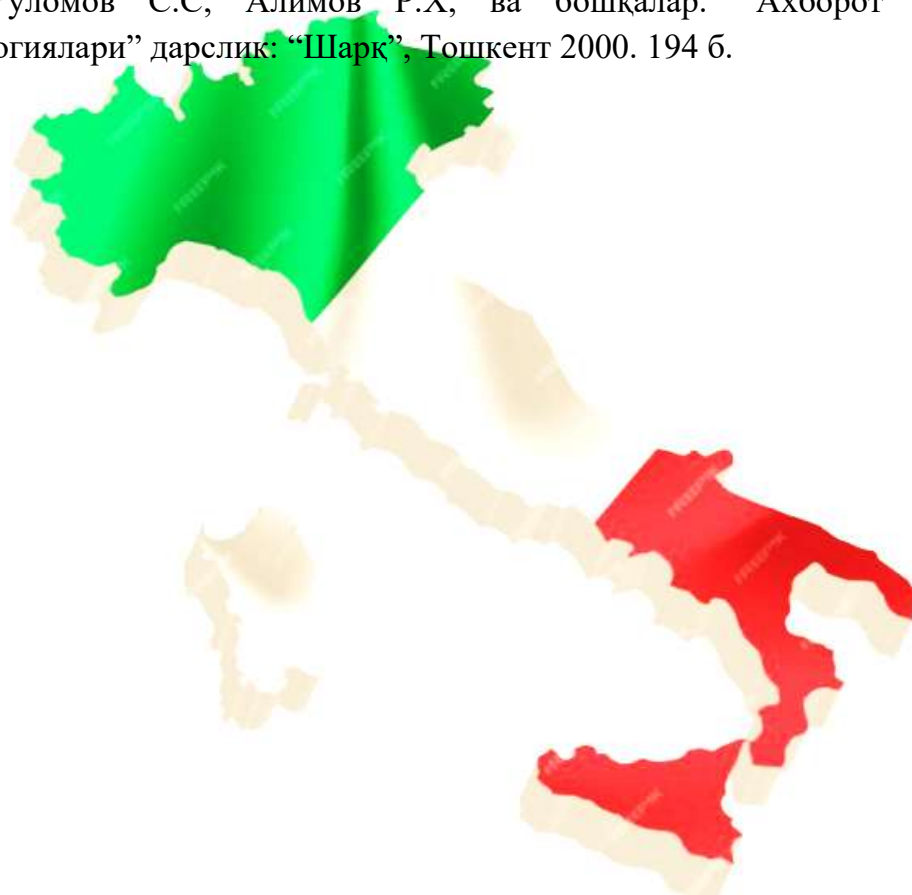 уломов С.С, Алимов Р.Х, ва бошқалар. “Ахборот
огиялари” дарслик: “Шарқ”, Тошкент 2000. 194 б.